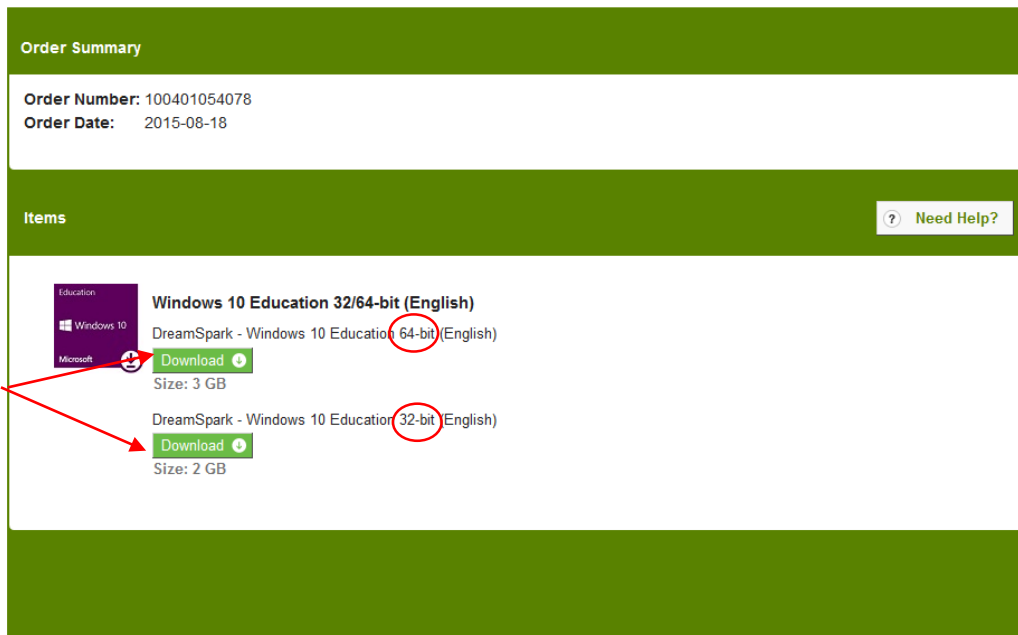 Order Summary
Order Number: 100401054078
Order Date: 2015-08-18
Items
? Need Help?
Education
Windows 10
Microsoft
Windows 10 Education 32/64-bit (English)
DreamSpark - Windows 10 Education 64-bit (English)
Download
Size: 3 GB
DreamSpark - Windows 10 Education 32-bit (English)
Download
Size: 2 GB